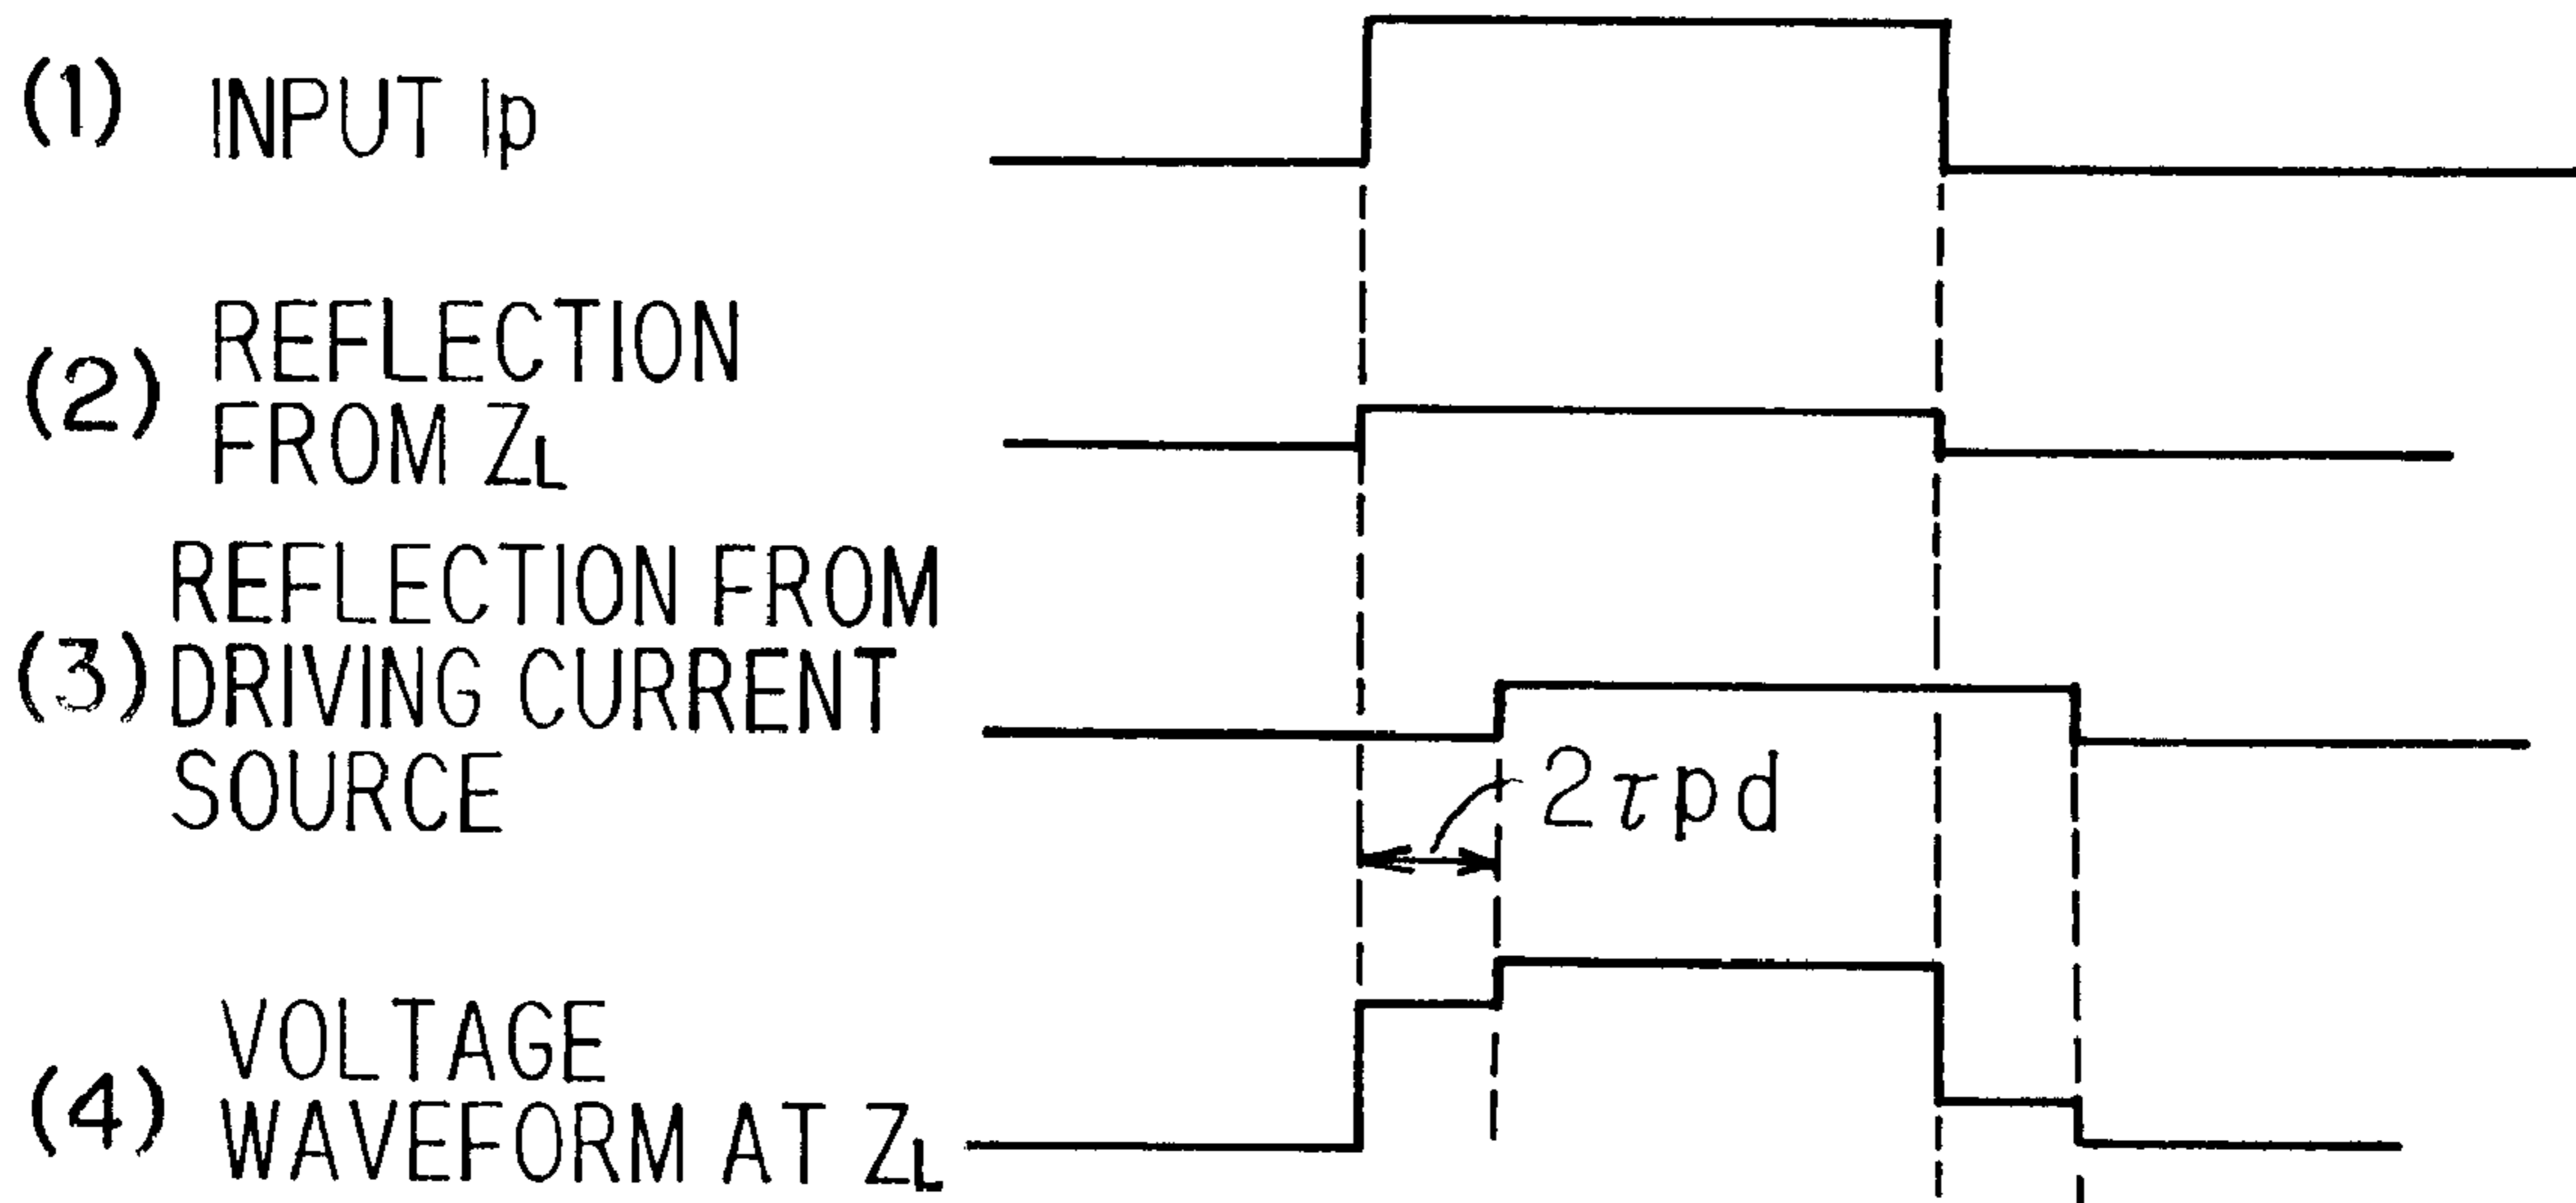 (1) INPUT Ip
(2) REFLECTION
FROM ZL
(3) REFLECTION FROM
DRIVING CURRENT
SOURCE
2τpd
(4) VOLTAGE
WAVEFORM AT ZL